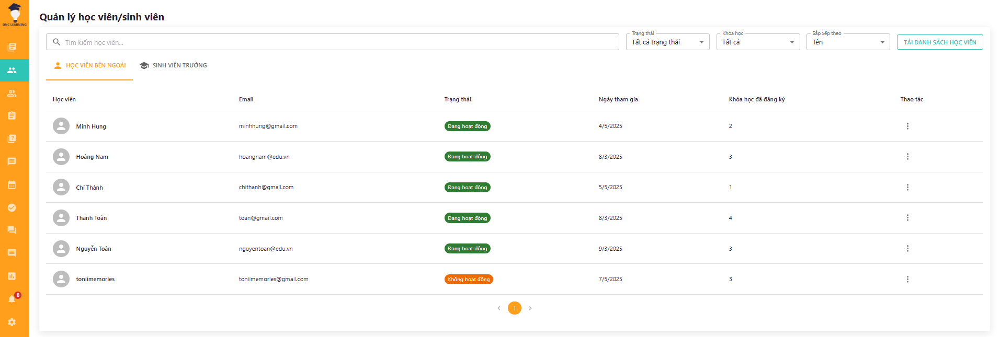 DNC LEARNING
Quản lý học viên/sinh viên
Tìm kiếm học viên...
Trạng thái
Tất cả trạng thái
Khóa học
Tất cả
Sắp xếp theo
Tên
TẢI DANH SÁCH HỌC VIÊN
HỌC VIÊN BÊN NGOÀI
SINH VIÊN TRƯỜNG
Học viên Email Trạng thái Ngày tham gia Khóa học đã đăng ký Thao tác
Minh Hung minhhung@gmail.com Đang hoạt động 4/5/2025 2
Hoàng Nam hoangnam@edu.vn Đang hoạt động 8/3/2025 3
Chí Thành chithanh@gmail.com Đang hoạt động 5/5/2025 1
Thanh Toàn toan@gmail.com Đang hoạt động 8/3/2025 4
Nguyễn Toàn nguyentoan@edu.vn Đang hoạt động 9/3/2025 3
toniimemories toniimemories@gmail.com Không hoạt động 7/5/2025 3
8
1